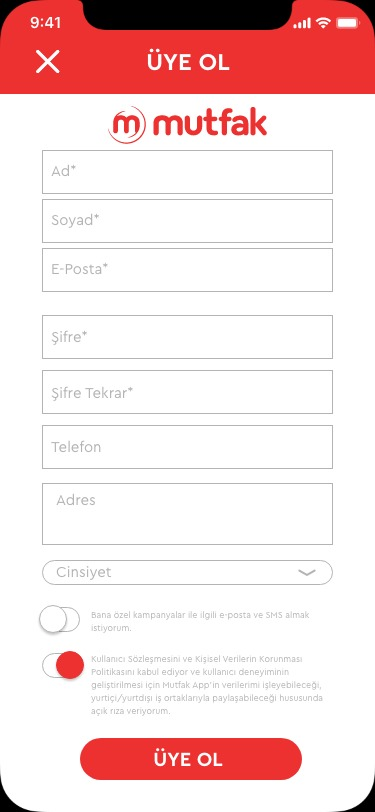 9:41
ÜYE OL
m mutfak
Ad*
Soyad*
E-Posta*
Şifre*
Şifre Tekrar*
Telefon
Adres
Cinsiyet
Bana özel kampanyalar ile ilgili e-posta ve SMS almak
istiyorum.
Kullanıcı Sözleşmesini ve Kişisel Verilerin Korunması
Politikasını kabul ediyor ve kullanıcı deneyiminin
geliştirilmesi için Mutfak App'in verilerimi işleyebileceği,
yurtiçi/yurtdışı iş ortaklarıyla paylaşabileceği hususunda
açık rıza veriyorum.
ÜYE OL